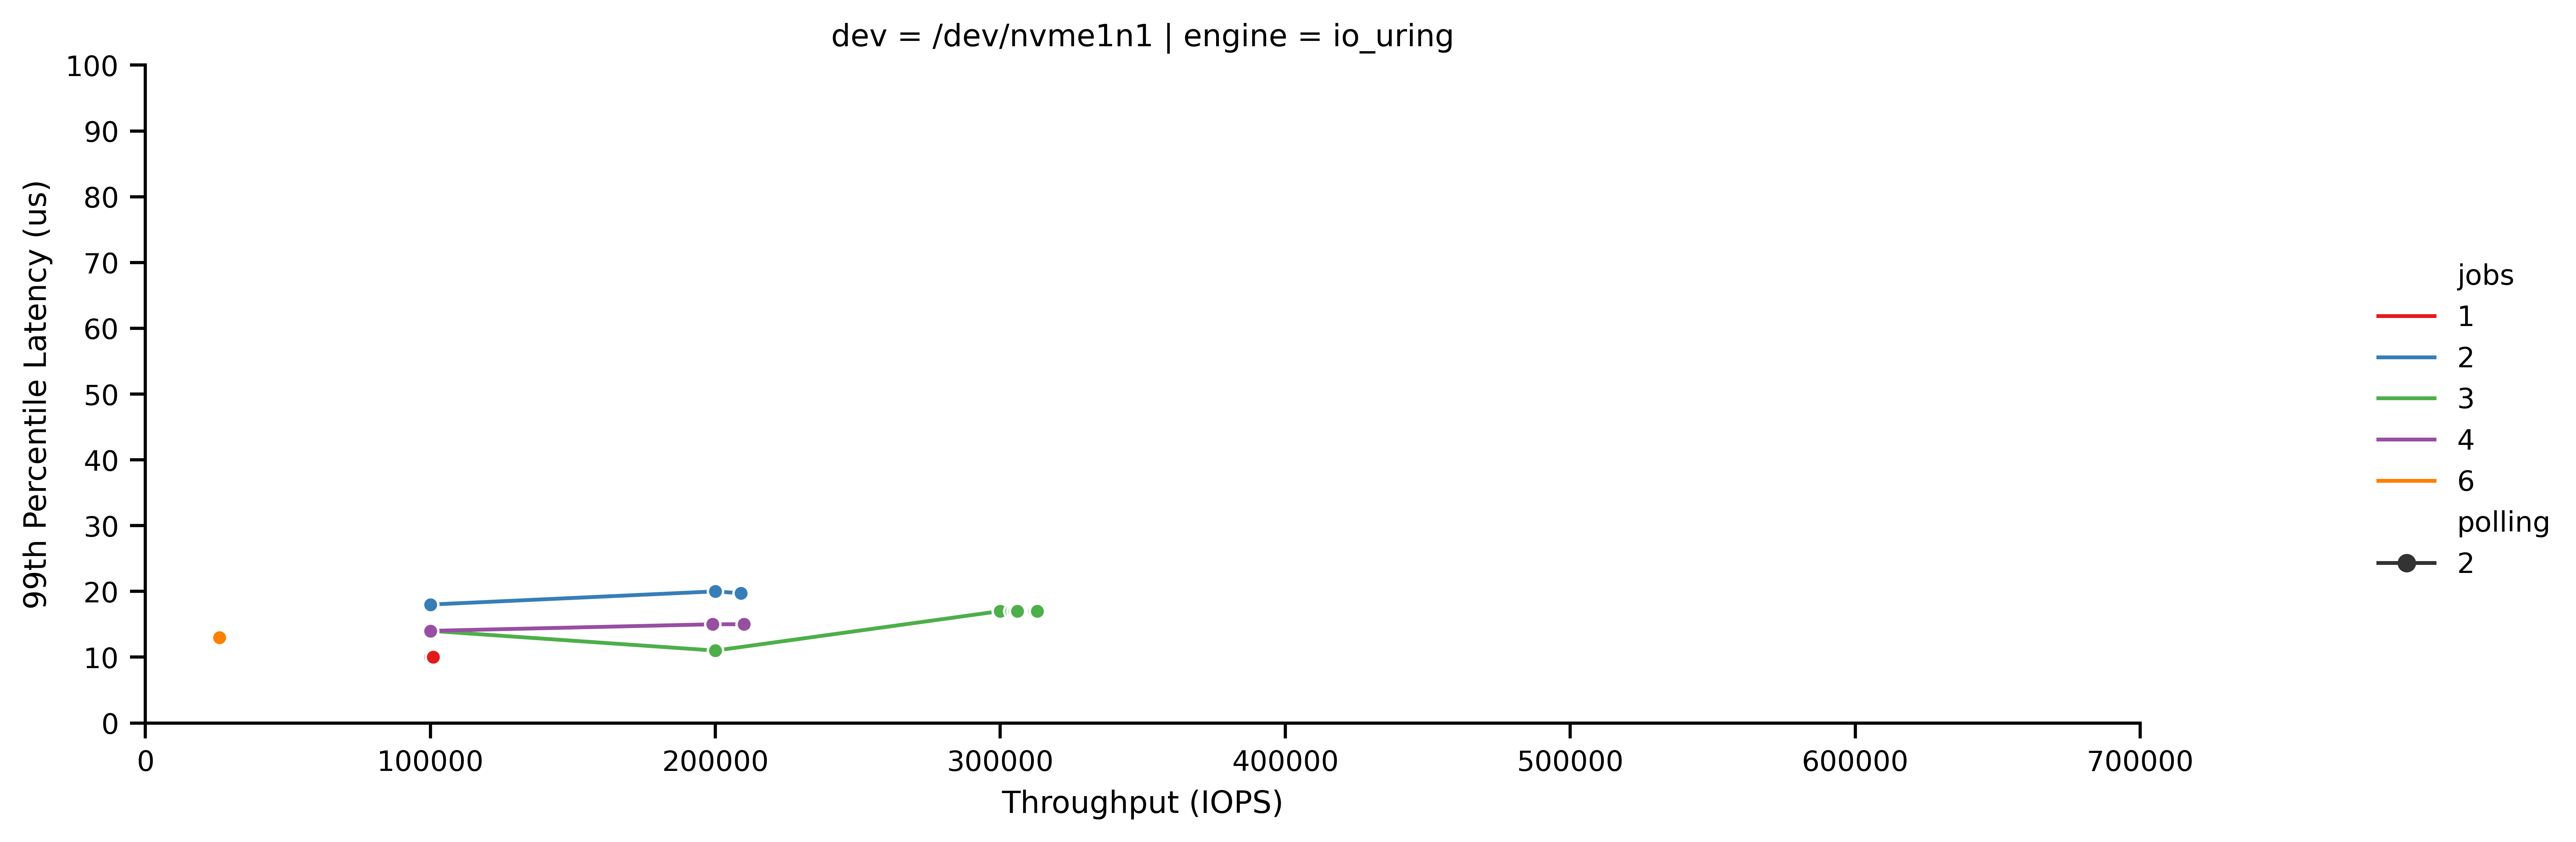 dev = /dev/nvme1n1 | engine = io_uring
100
90
80
70
60
50
40
30
20
10
0
99th Percentile Latency (us)
0 100000 200000 300000 400000 500000 600000 700000
Throughput (IOPS)
jobs
1
2
3
4
6
polling
2